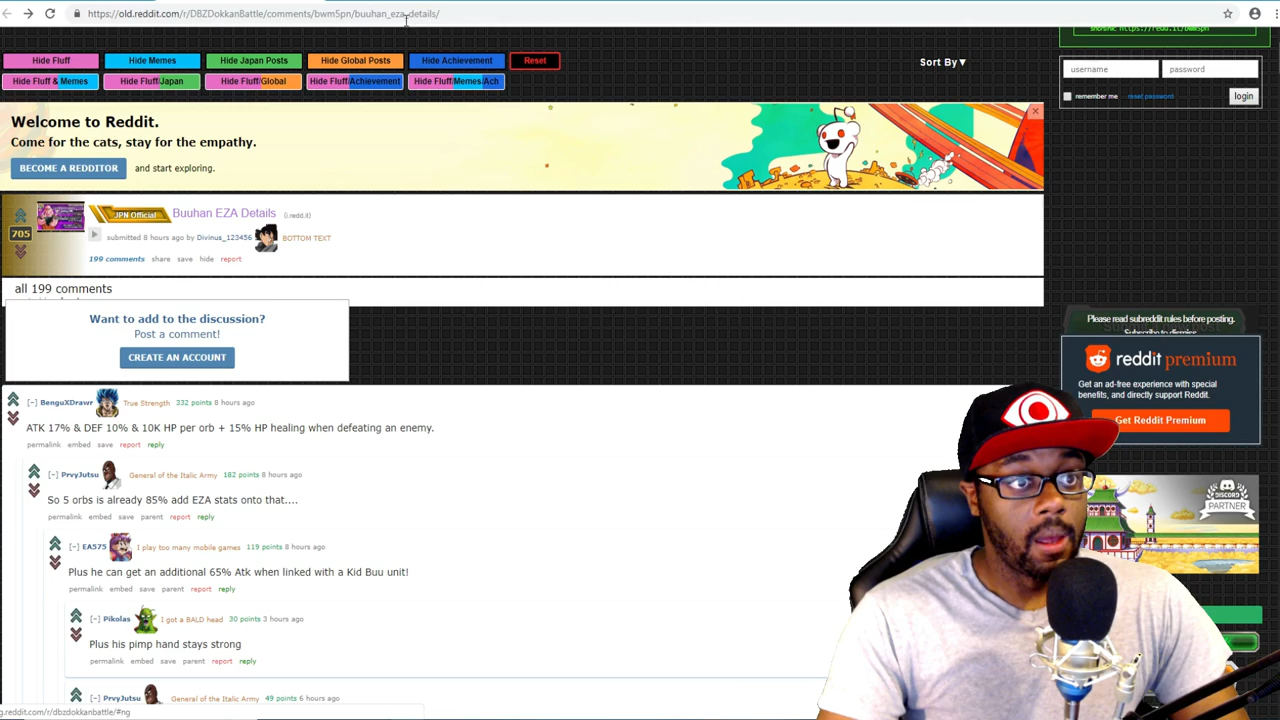 https://old.reddit.com/r/DBZDokkanBattle/comments/bwm5pn/buuhan_eza_details/
Hide Fluff
Hide Memes
Hide Japan Posts
Hide Global Posts
Hide Achievement
Reset
Sort By▼
Hide Fluff & Memes
Hide Fluff/Japan
Hide Fluff/Global
Hide Fluff/Achievement
Hide Fluff/Memes/Ach
username
password
remember me
reset password
login
Welcome to Reddit.
Come for the cats, stay for the empathy.
BECOME A REDDITOR
and start exploring.
705
JPN Official
Buuhan EZA Details
(i.redd.it)
submitted 8 hours ago by Divinus_123456
BOTTOM TEXT
199 comments share save hide report
all 199 comments
Want to add to the discussion?
Post a comment!
CREATE AN ACCOUNT
Please read subreddit rules before posting.
Subscribe to dismiss
reddit premium
Get an ad-free experience with special
benefits, and directly support Reddit.
Get Reddit Premium
DISCORD
PARTNER
[–] BenguXDrawr True Strength 332 points 8 hours ago
ATK 17% & DEF 10% & 10K HP per orb + 15% HP healing when defeating an enemy.
permalink embed save report reply
[–] PrvyJutsu General of the Italic Army 182 points 8 hours ago
So 5 orbs is already 85% add EZA stats onto that....
permalink embed save parent report reply
[–] EA575 I play too many mobile games 119 points 8 hours ago
Plus he can get an additional 65% Atk when linked with a Kid Buu unit!
permalink embed save parent report reply
[–] Pikolas I got a BALD head 30 points 3 hours ago
Plus his pimp hand stays strong
permalink embed save parent report reply
[–] PrvyJutsu General of the Italic Army 49 points 6 hours ago
g.reddit.com/r/dbzdokkanbattle/#ng